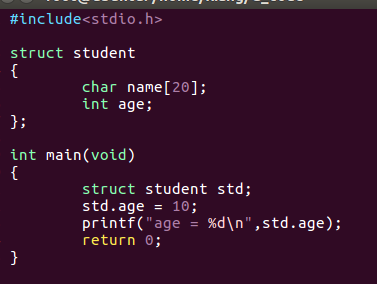 #include<stdio.h>
struct student
{
char name[20];
int age;
};
int main(void)
{
struct student std;
std.age = 10;
printf("age = %d\n",std.age);
return 0;
}